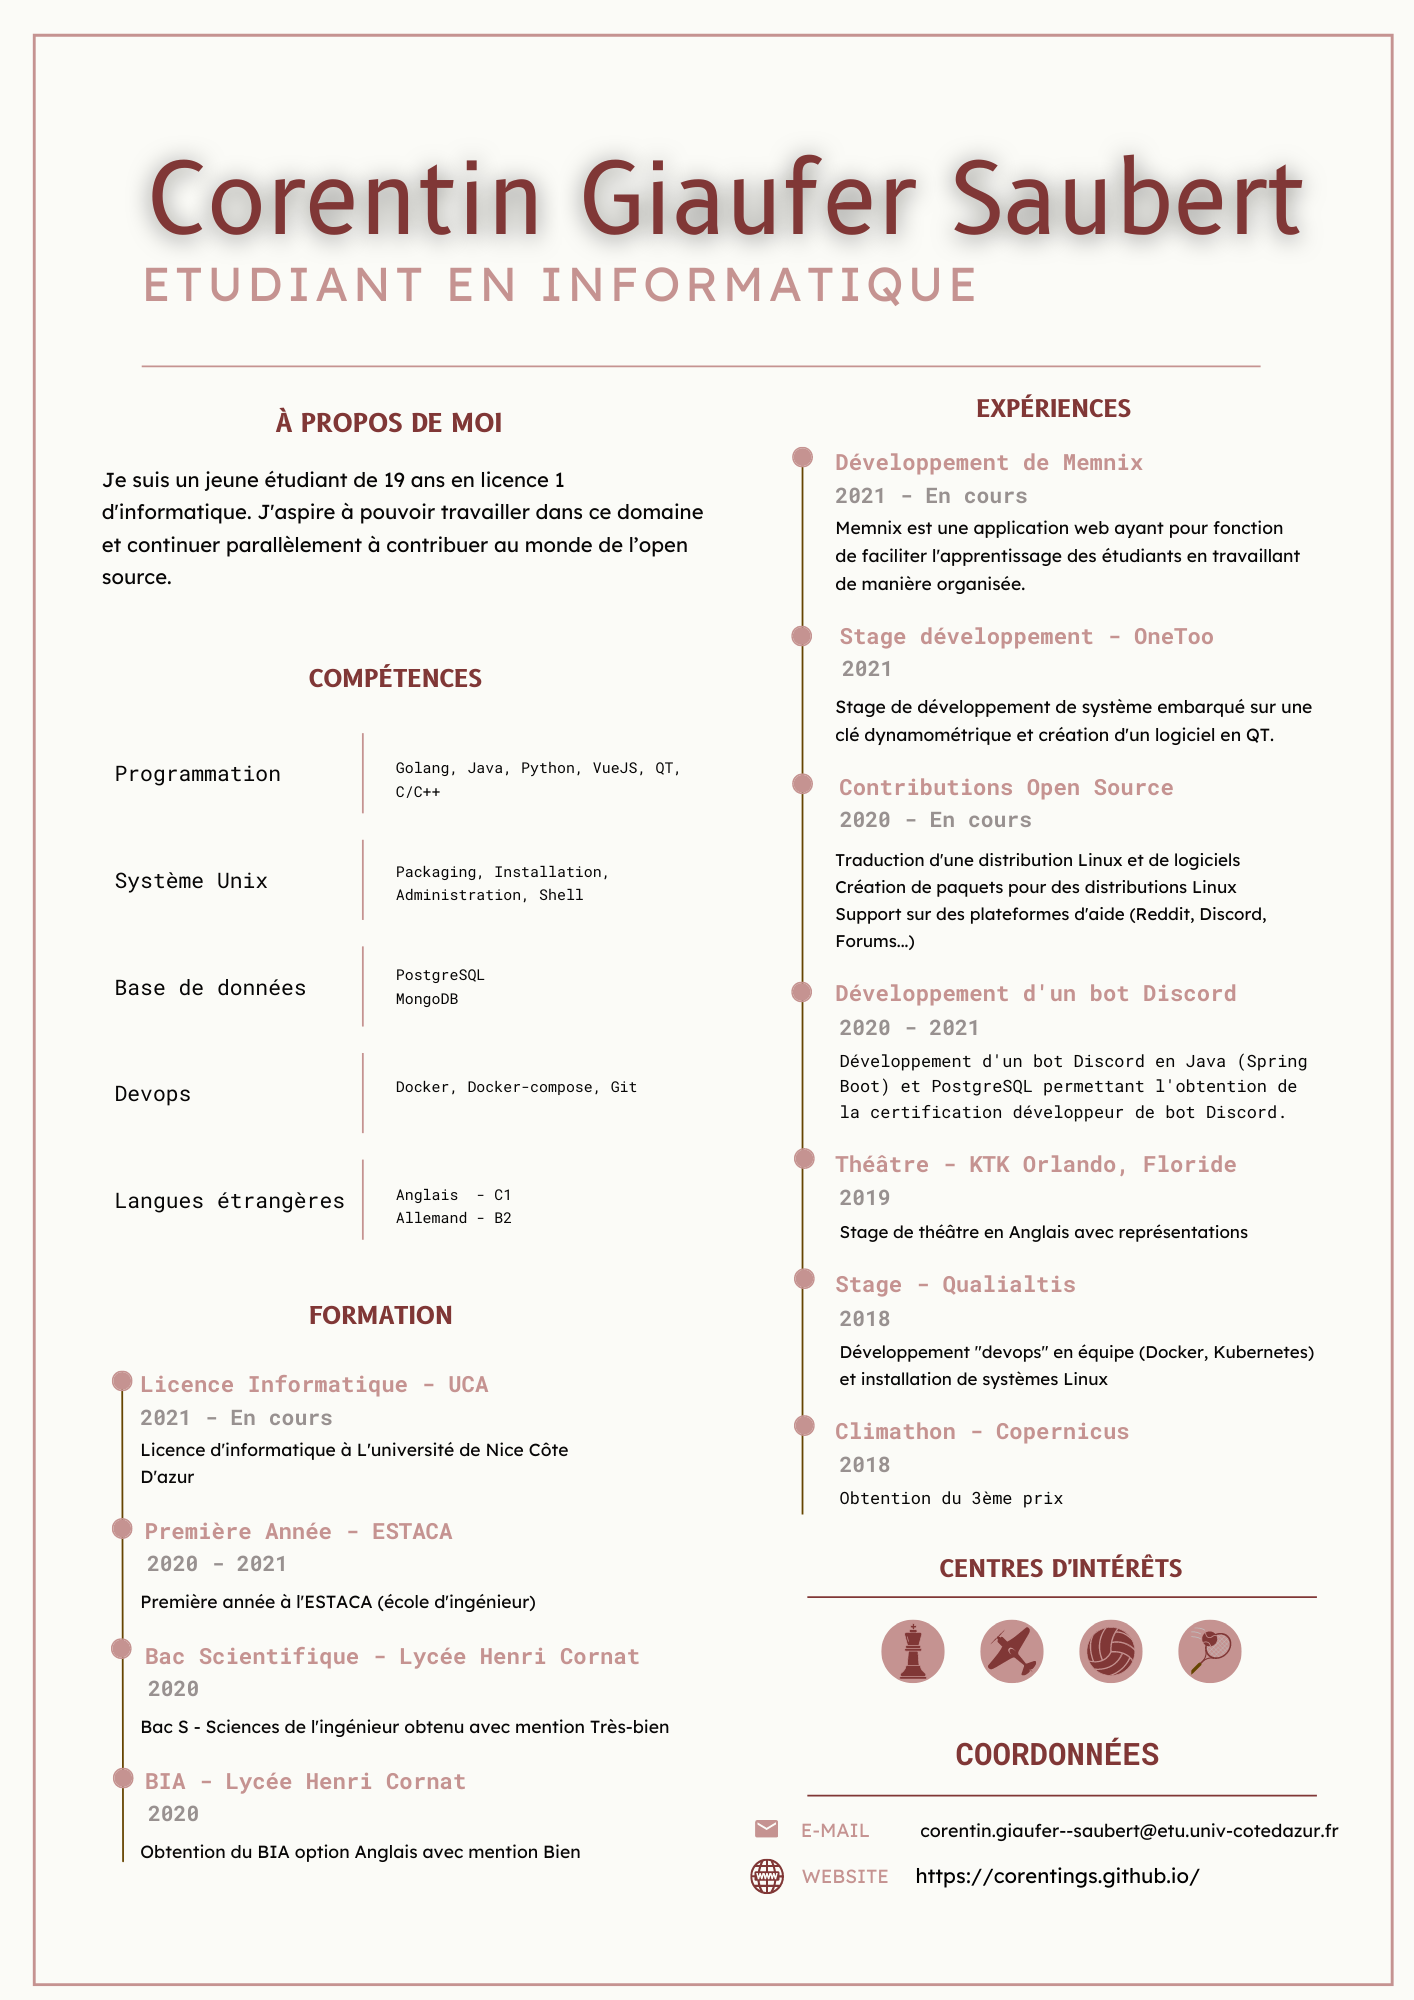 Corentin Giaufer Saubert
ETUDIANT EN INFORMATIQUE
À PROPOS DE MOI
Je suis un jeune étudiant de 19 ans en licence 1
d'informatique. J'aspire à pouvoir travailler dans ce domaine
et continuer parallèlement à contribuer au monde de l’open
source.
COMPÉTENCES
Programmation
Golang, Java, Python, VueJS, QT,
C/C++
Système Unix
Packaging, Installation,
Administration, Shell
Base de données
PostgreSQL
MongoDB
Devops
Docker, Docker-compose, Git
Langues étrangères
Anglais  - C1
Allemand - B2
FORMATION
Licence Informatique - UCA
2021 - En cours
Licence d'informatique à L'université de Nice Côte
D'azur
Première Année - ESTACA
2020 - 2021
Première année à l'ESTACA (école d'ingénieur)
Bac Scientifique - Lycée Henri Cornat
2020
Bac S - Sciences de l'ingénieur obtenu avec mention Très-bien
BIA - Lycée Henri Cornat
2020
Obtention du BIA option Anglais avec mention Bien
EXPÉRIENCES
Développement de Memnix
2021 - En cours
Memnix est une application web ayant pour fonction
de faciliter l'apprentissage des étudiants en travaillant
de manière organisée.
Stage développement - OneToo
2021
Stage de développement de système embarqué sur une
clé dynamométrique et création d'un logiciel en QT.
Contributions Open Source
2020 - En cours
Traduction d'une distribution Linux et de logiciels
Création de paquets pour des distributions Linux
Support sur des plateformes d'aide (Reddit, Discord,
Forums...)
Développement d'un bot Discord
2020 - 2021
Développement d'un bot Discord en Java (Spring
Boot) et PostgreSQL permettant l'obtention de
la certification développeur de bot Discord.
Théâtre - KTK Orlando, Floride
2019
Stage de théâtre en Anglais avec représentations
Stage - Qualialtis
2018
Développement "devops" en équipe (Docker, Kubernetes)
et installation de systèmes Linux
Climathon - Copernicus
2018
Obtention du 3ème prix
CENTRES D'INTÉRÊTS
COORDONNÉES
E-MAIL corentin.giaufer--saubert@etu.univ-cotedazur.fr
WEBSITE https://corentings.github.io/